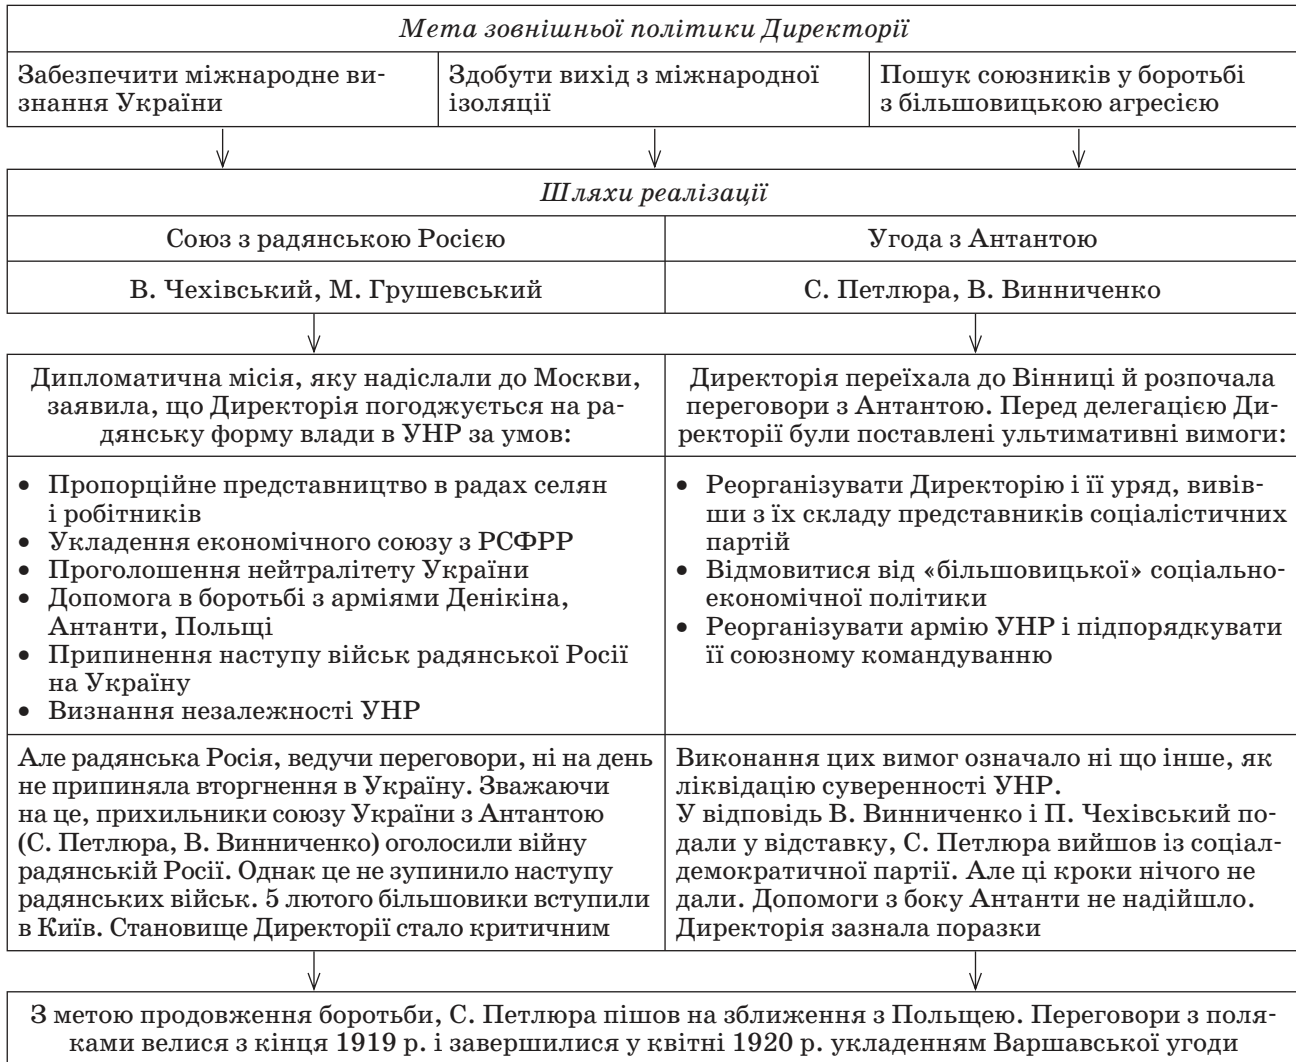 Мета зовнішньої політики Директорії
Забезпечити міжнародне ви-
знання України
Здобути вихід з міжнародної
ізоляції
Пошук союзників у боротьбі
з більшовицькою агресією
Шляхи реалізації
Союз з радянською Росією
Угода з Антантою
В. Чехівський, М. Грушевський
С. Петлюра, В. Винниченко
Дипломатична місія, яку надіслали до Москви,
заявила, що Директорія погоджується на ра-
дянську форму влади в УНР за умов:
Директорія переїхала до Вінниці й розпочала
переговори з Антантою. Перед делегацією Ди-
ректорії були поставлені ультимативні вимоги:
• Пропорційне представництво в радах селян
і робітників
• Укладення економічного союзу з РСФРР
• Проголошення нейтралітету України
• Допомога в боротьбі з арміями Денікіна,
Антанти, Польщі
• Припинення наступу військ радянської Росії
на Україну
• Визнання незалежності УНР
• Реорганізувати Директорію і її уряд, вивів-
ши з їх складу представників соціалістичних
партій
• Відмовитися від «більшовицької» соціально-
економічної політики
• Реорганізувати армію УНР і підпорядкувати
її союзному командуванню
Але радянська Росія, ведучи переговори, ні на день
не припиняла вторгнення в Україну. Зважаючи
на це, прихильники союзу України з Антантою
(С. Петлюра, В. Винниченко) оголосили війну
радянській Росії. Однак це не зупинило наступу
радянських військ. 5 лютого більшовики вступили
в Київ. Становище Директорії стало критичним
Виконання цих вимог означало ні що інше, як
ліквідацію суверенності УНР.
У відповідь В. Винниченко і П. Чехівський по-
дали у відставку, С. Петлюра вийшов із соціал-
демократичної партії. Але ці кроки нічого не
дали. Допомоги з боку Антанти не надійшло.
Директорія зазнала поразки
З метою продовження боротьби, С. Петлюра пішов на зближення з Польщею. Переговори з поля-
ками велися з кінця 1919 р. і завершилися у квітні 1920 р. укладенням Варшавської угоди